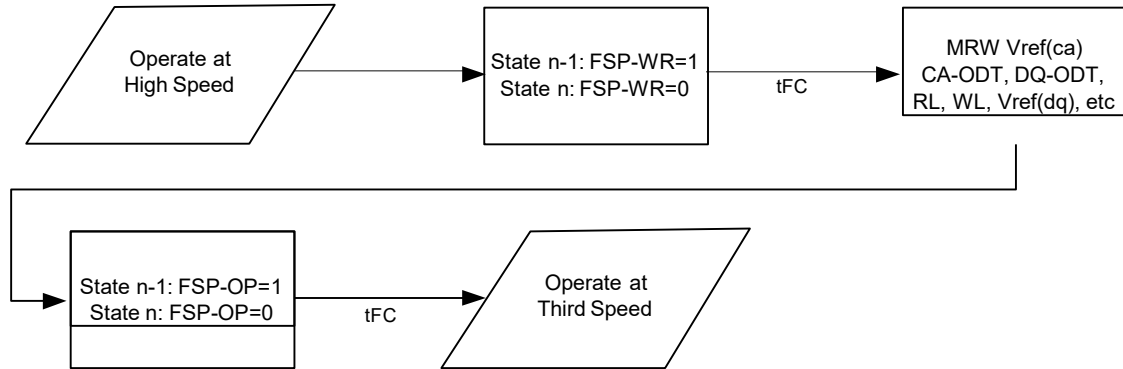 Operate at
High Speed
State n-1: FSP-WR=1
State n: FSP-WR=0
tFC
MRW Vref(ca)
CA-ODT, DQ-ODT,
RL, WL, Vref(dq), etc
State n-1: FSP-OP=1
State n: FSP-OP=0
tFC
Operate at
Third Speed